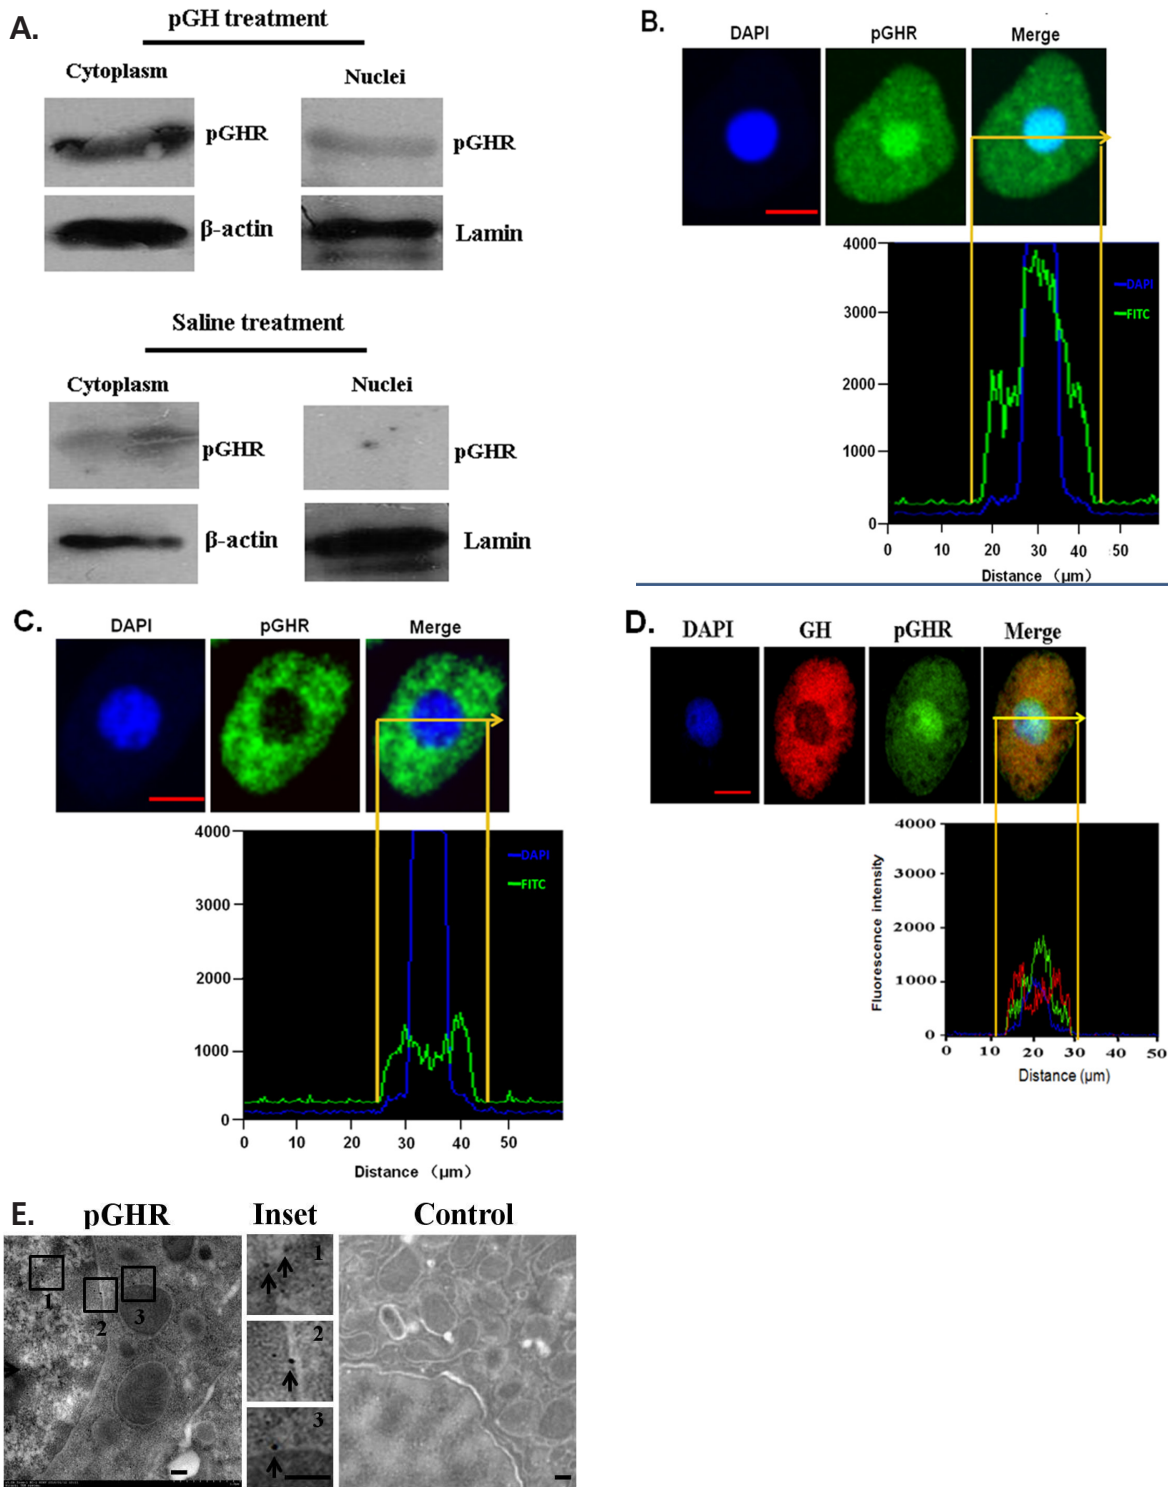 A.
pGH treatment
Cytoplasm
Nuclei
pGHR
pGHR
β-actin
Lamin
Saline treatment
Cytoplasm
Nuclei
pGHR
pGHR
β-actin
Lamin
B.
DAPI
pGHR
Merge
4000
3000
2000
1000
0
DAPI
FITC
0 10 20 30 40 50
Distance (μm)
C.
DAPI
pGHR
Merge
4000
3000
2000
1000
0
DAPI
FITC
0 10 20 30 40 50
Distance (μm)
D.
DAPI
GH
pGHR
Merge
Fluorescence intensity
4000
3000
2000
1000
0
0 10 20 30 40 50
Distance (μm)
E.
pGHR
Inset
Control
1
2
3
1
2
3